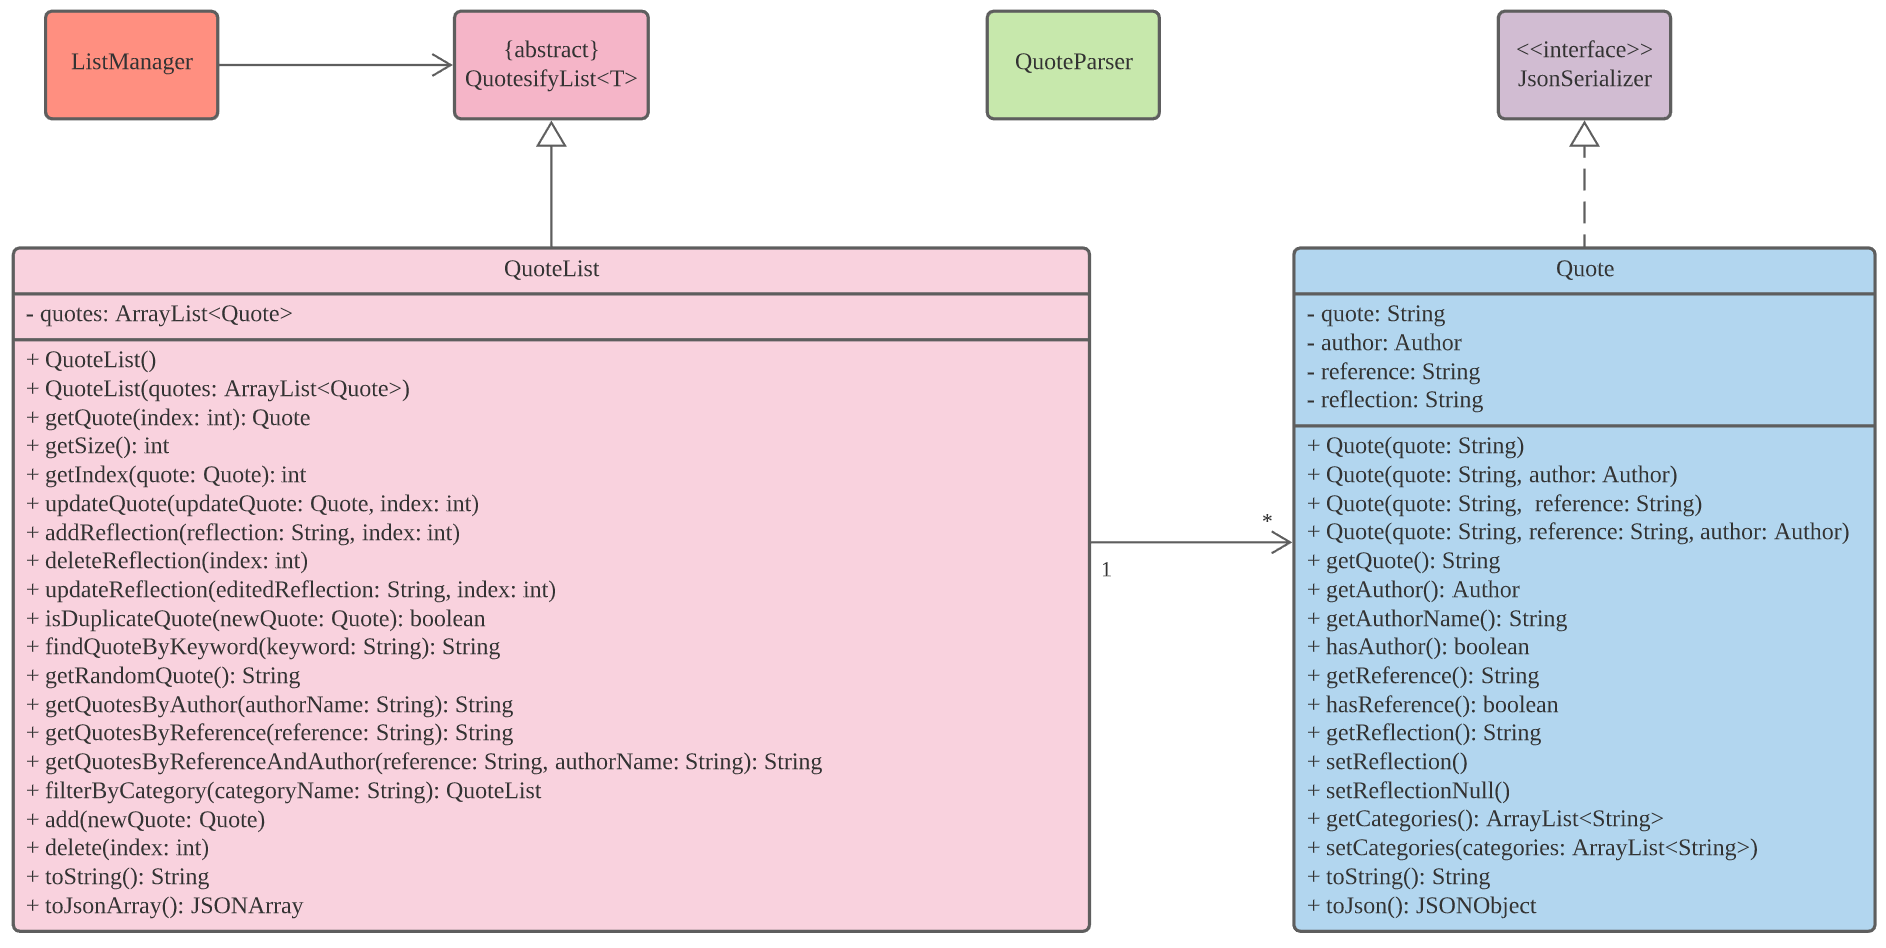 ListManager
{abstract}
QuotesifyList<T>
QuoteParser
<<interface>>
JsonSerializer
QuoteList
- quotes: ArrayList<Quote>
+ QuoteList()
+ QuoteList(quotes: ArrayList<Quote>)
+ getQuote(index: int): Quote
+ getSize(): int
+ getIndex(quote: Quote): int
+ updateQuote(updateQuote: Quote, index: int)
+ addReflection(reflection: String, index: int)
+ deleteReflection(index: int)
+ updateReflection(editedReflection: String, index: int)
+ isDuplicateQuote(newQuote: Quote): boolean
+ findQuoteByKeyword(keyword: String): String
+ getRandomQuote(): String
+ getQuotesByAuthor(authorName: String): String
+ getQuotesByReference(reference: String): String
+ getQuotesByReferenceAndAuthor(reference: String, authorName: String): String
+ filterByCategory(categoryName: String): QuoteList
+ add(newQuote: Quote)
+ delete(index: int)
+ toString(): String
+ toJsonArray(): JSONArray
1
*
Quote
- quote: String
- author: Author
- reference: String
- reflection: String
+ Quote(quote: String)
+ Quote(quote: String, author: Author)
+ Quote(quote: String,  reference: String)
+ Quote(quote: String, reference: String, author: Author)
+ getQuote(): String
+ getAuthor(): Author
+ getAuthorName(): String
+ hasAuthor(): boolean
+ getReference(): String
+ hasReference(): boolean
+ getReflection(): String
+ setReflection()
+ setReflectionNull()
+ getCategories(): ArrayList<String>
+ setCategories(categories: ArrayList<String>)
+ toString(): String
+ toJson(): JSONObject